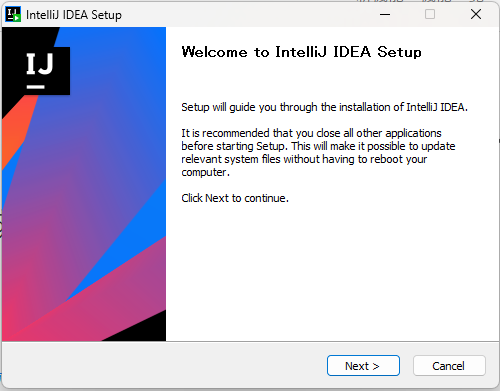 IntelliJ IDEA Setup
IJ
Welcome to IntelliJ IDEA Setup
Setup will guide you through the installation of IntelliJ IDEA.
It is recommended that you close all other applications
before starting Setup. This will make it possible to update
relevant system files without having to reboot your
computer.
Click Next to continue.
Next >
Cancel